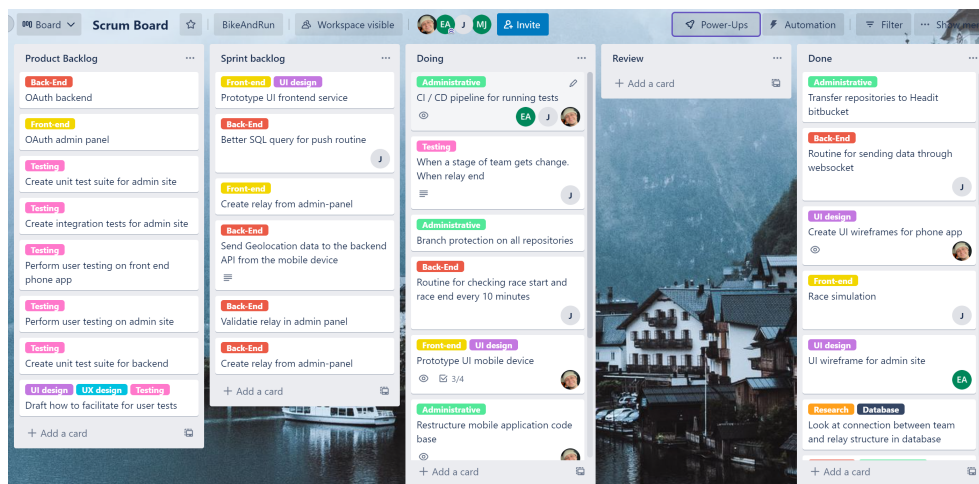 Board
Scrum Board
BikeAndRun
Workspace visible
EA
J
MJ
Invite
Power-Ups
Automation
Filter
Show me
Product Backlog
Back-End
OAuth backend
Front-end
OAuth admin panel
Testing
Create unit test suite for admin site
Testing
Create integration tests for admin site
Testing
Perform user testing on front end
phone app
Testing
Perform user testing on admin site
Testing
Create unit test suite for backend
UI design UX design Testing
Draft how to facilitate for user tests
+ Add a card
Sprint backlog
Front-end UI design
Prototype UI frontend service
Back-End
Better SQL query for push routine
J
Front-end
Create relay from admin-panel
Back-End
Send Geolocation data to the backend
API from the mobile device
Back-End
Validatie relay in admin panel
Back-End
Create relay from admin-panel
+ Add a card
Doing
Administrative
CI / CD pipeline for running tests
EA
J
Testing
When a stage of team gets change.
When relay end
J
Administrative
Branch protection on all repositories
Back-End
Routine for checking race start and
race end every 10 minutes
J
Front-end UI design
Prototype UI mobile device
3/4
Administrative
Restructure mobile application code
base
+ Add a card
Review
+ Add a card
Done
Administrative
Transfer repositories to Headit
bitbucket
Back-End
Routine for sending data through
websocket
J
UI design
Create UI wireframes for phone app
Front-end
Race simulation
J
UI design
UI wireframe for admin site
EA
Research Database
Look at connection between team
and relay structure in database
+ Add a card